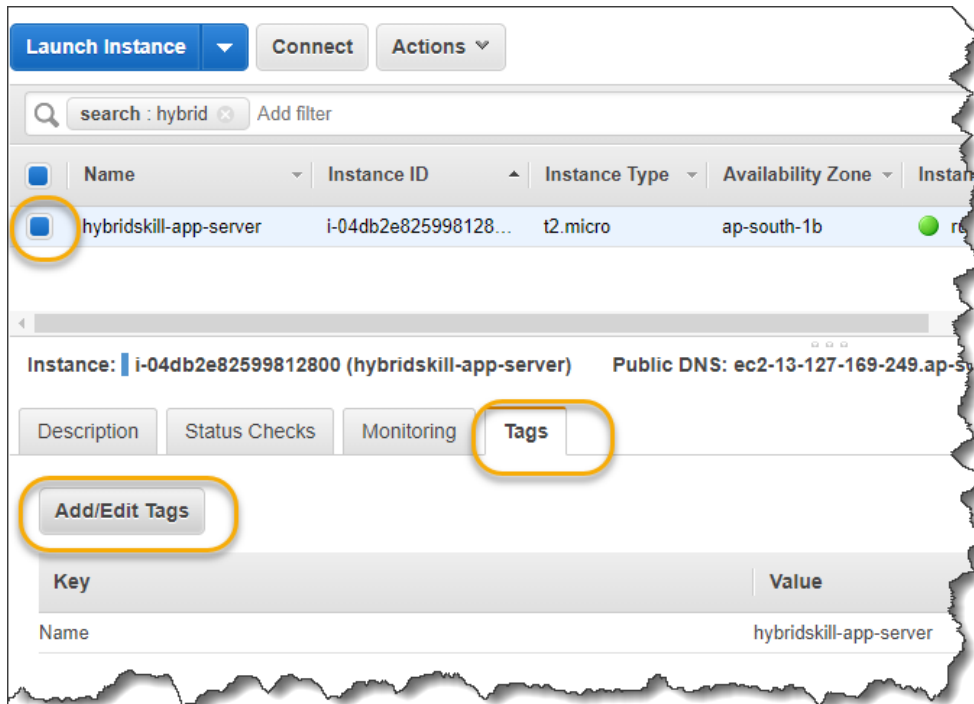 Launch Instance Connect Actions
search : hybrid Add filter
Name Instance ID Instance Type Availability Zone Instan
hybridskill-app-server i-04db2e825998128... t2.micro ap-south-1b
Instance: i-04db2e82599812800 (hybridskill-app-server) Public DNS: ec2-13-127-169-249.ap-s
Description Status Checks Monitoring Tags
Add/Edit Tags
Key Value
Name hybridskill-app-server